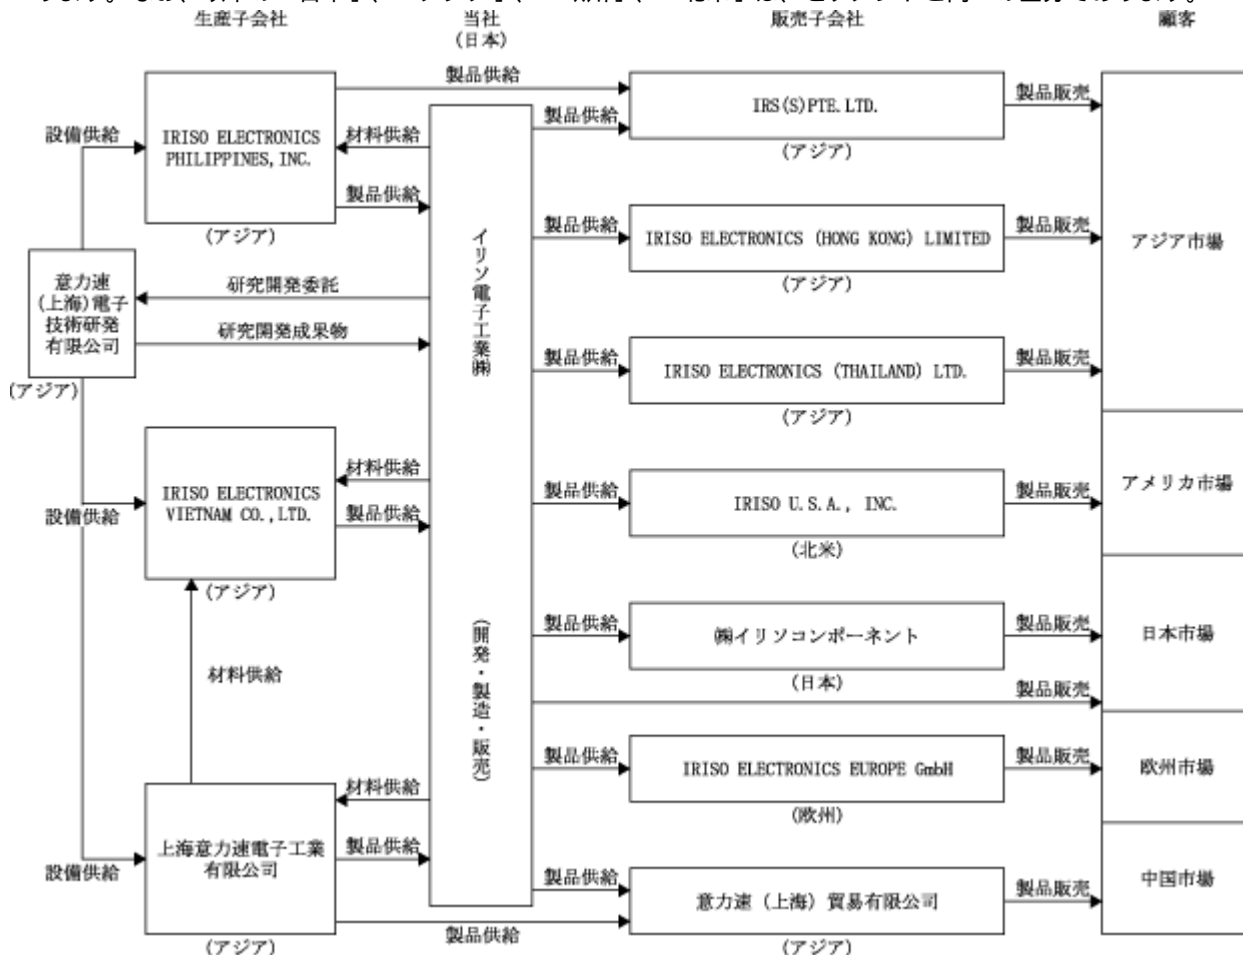 生産子会社
当社
(日本)
販売子会社
顧客
製品供給
設備供給
IRISO ELECTRONICS
PHILIPPINES, INC.
(アジア)
材料供給
製品供給
製品供給
IRS(S)PTE.LTD.
(アジア)
製品販売
製品供給
IRISO ELECTRONICS (HONG KONG) LIMITED
(アジア)
製品販売
アジア市場
意力速
(上海)電子
技術研発
有限公司
(アジア)
研究開発委託
研究開発成果物
イリソ電子工業㈱
(開発・製造・販売)
製品供給
IRISO ELECTRONICS (THAILAND) LTD.
(アジア)
製品販売
設備供給
IRISO ELECTRONICS
VIETNAM CO.,LTD.
(アジア)
材料供給
製品供給
製品供給
IRISO U.S.A., INC.
(北米)
製品販売
アメリカ市場
材料供給
製品供給
㈱イリソコンポーネント
(日本)
製品販売
製品販売
日本市場
製品供給
IRISO ELECTRONICS EUROPE GmbH
(欧州)
製品販売
欧州市場
設備供給
上海意力速電子工業
有限公司
(アジア)
材料供給
製品供給
製品供給
製品供給
意力速 (上海) 貿易有限公司
(アジア)
製品販売
中国市場